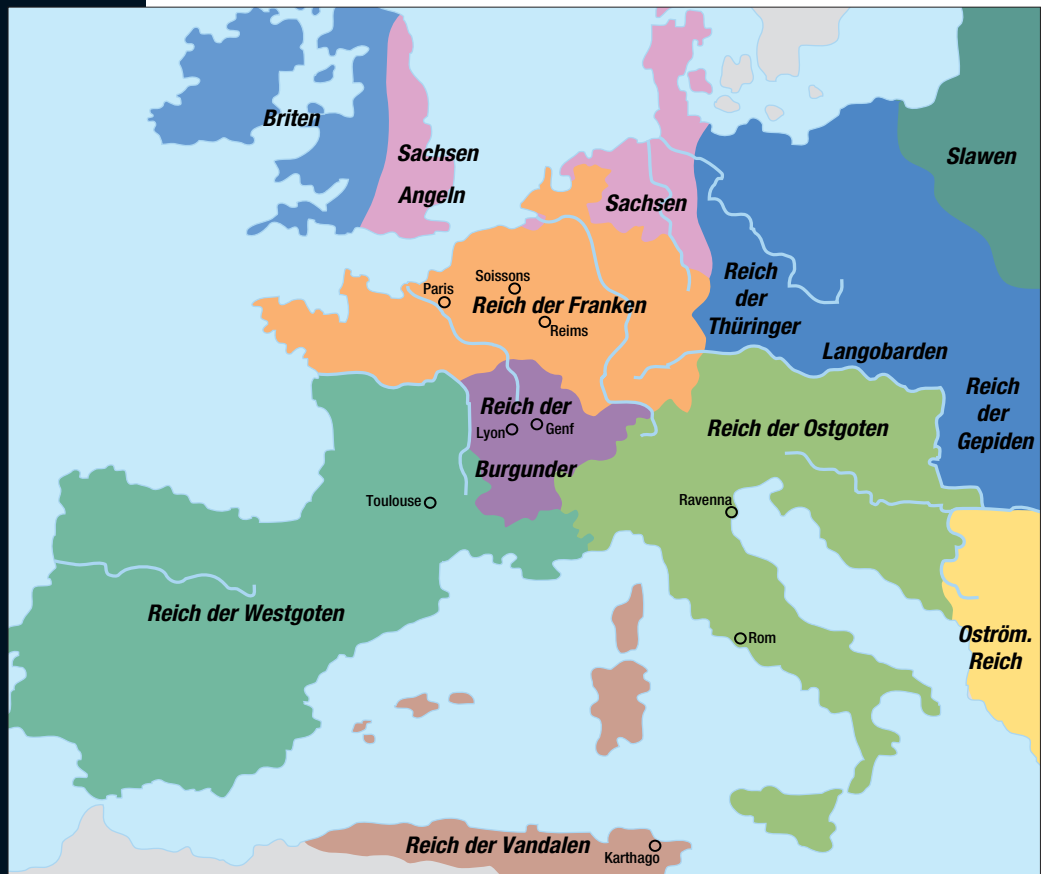 Briten
Sachsen
Angeln
Slawen
Sachsen
Reich
der
Thüringer
Soissons
Paris
Reich der Franken
Reims
Langobarden
Reich
der
Gepiden
Reich der
Lyon
Genf
Burgunder
Reich der Ostgoten
Toulouse
Ravenna
Reich der Westgoten
Rom
Oström.
Reich
Reich der Vandalen
Karthago